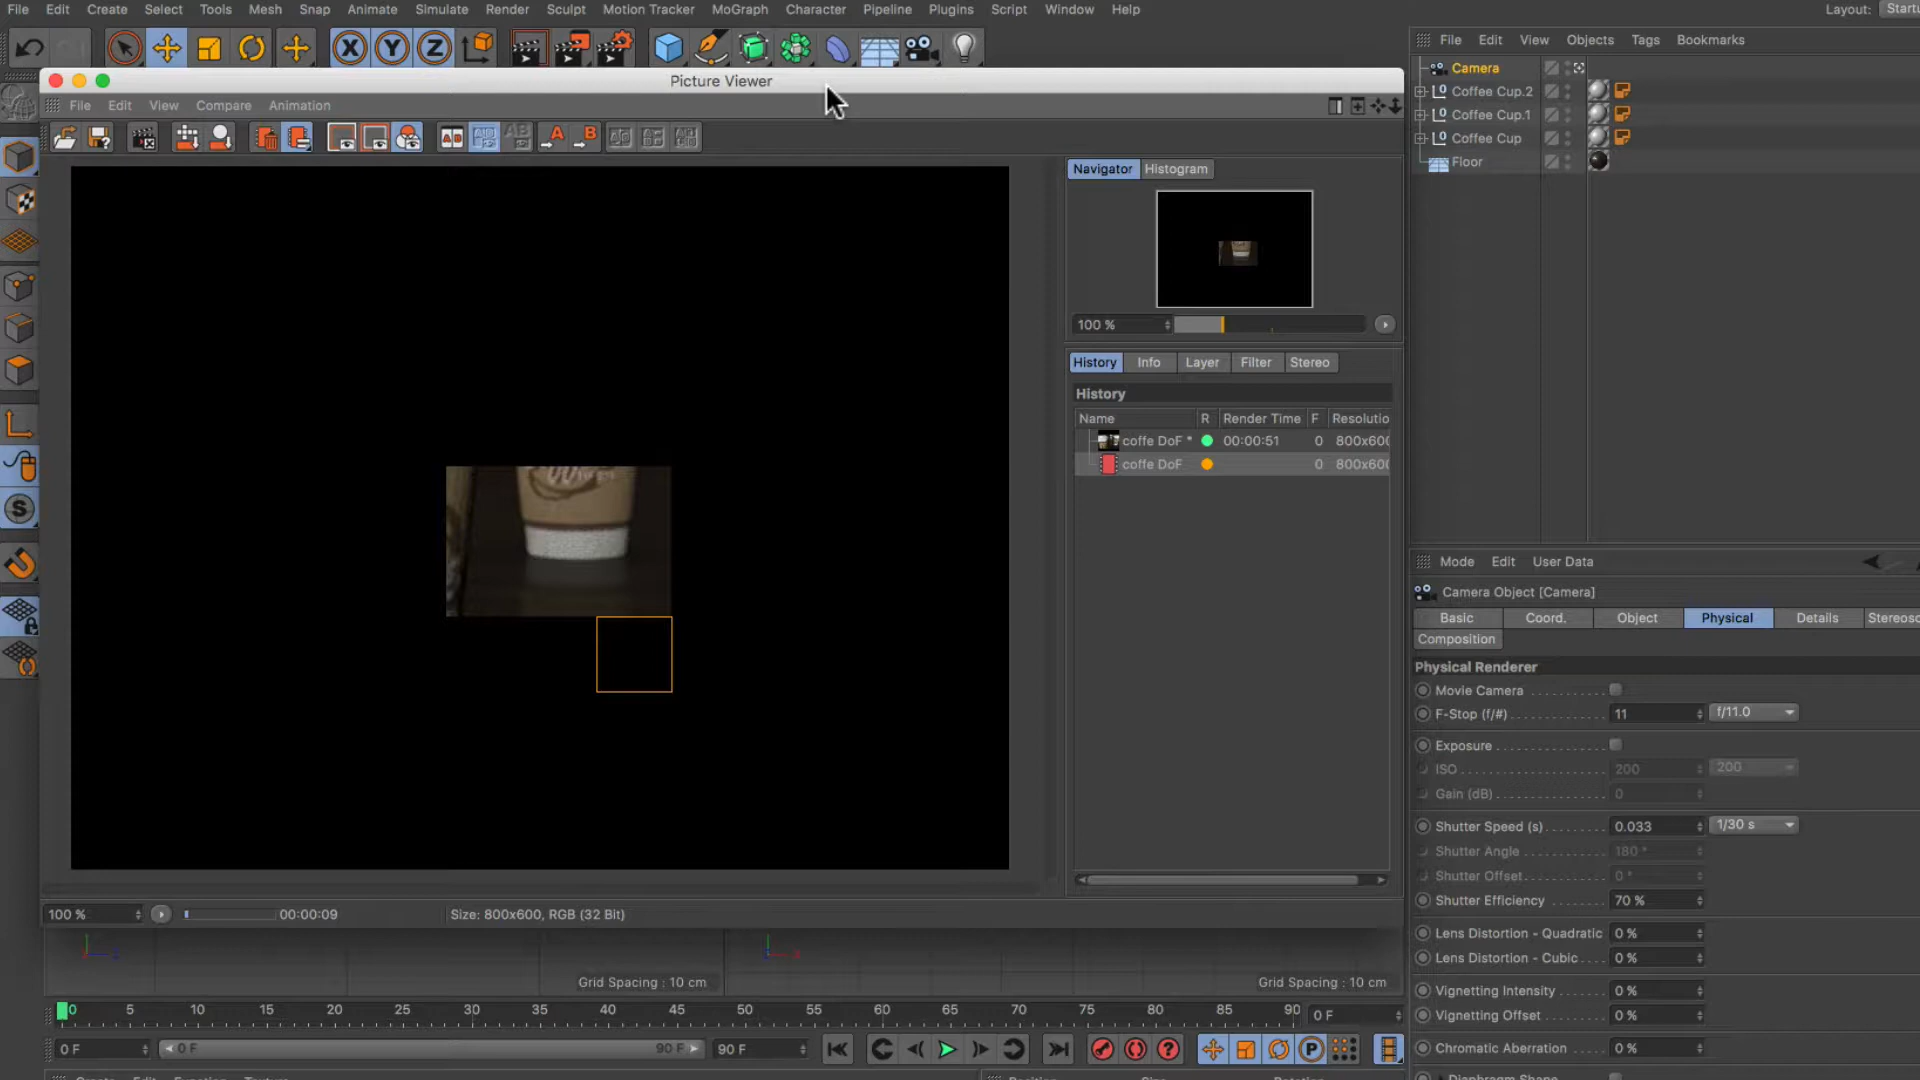 File Edit Create Select Tools Mesh Snap Animate Simulate Render Sculpt Motion Tracker MoGraph Character Pipeline Plugins Script Window Help
Layout:
File Edit View Objects Tags Bookmarks
X Y Z
Camera
Coffee Cup.2
Coffee Cup.1
Coffee Cup
Floor
Picture Viewer
File Edit View Compare Animation
A B
Navigator Histogram
100 %
History Info Layer Filter Stereo
History
Name R Render Time F Resolutio
coffe DoF * 00:00:51 0 800x600
coffe DoF 0 800x600
100 % 00:00:09 Size: 800x600, RGB (32 Bit)
Grid Spacing : 10 cm
Grid Spacing : 10 cm
0 5 10 15 20 25 30 35 40 45 50 55 60 65 70 75 80 85 90 0 F
0 F 0 F 90 F 90 F
P
Mode Edit User Data
Camera Object [Camera]
Basic Coord. Object Physical Details
Composition
Physical Renderer
Movie Camera
F-Stop (f/#) 11 f/11.0
Exposure
ISO 200 200
Gain (dB) 0
Shutter Speed (s) 0.033 1/30 s
Shutter Angle 180 °
Shutter Offset 0 °
Shutter Efficiency 70 %
Lens Distortion - Quadratic 0 %
Lens Distortion - Cubic 0 %
Vignetting Intensity 0 %
Vignetting Offset 0 %
Chromatic Aberration 0 %